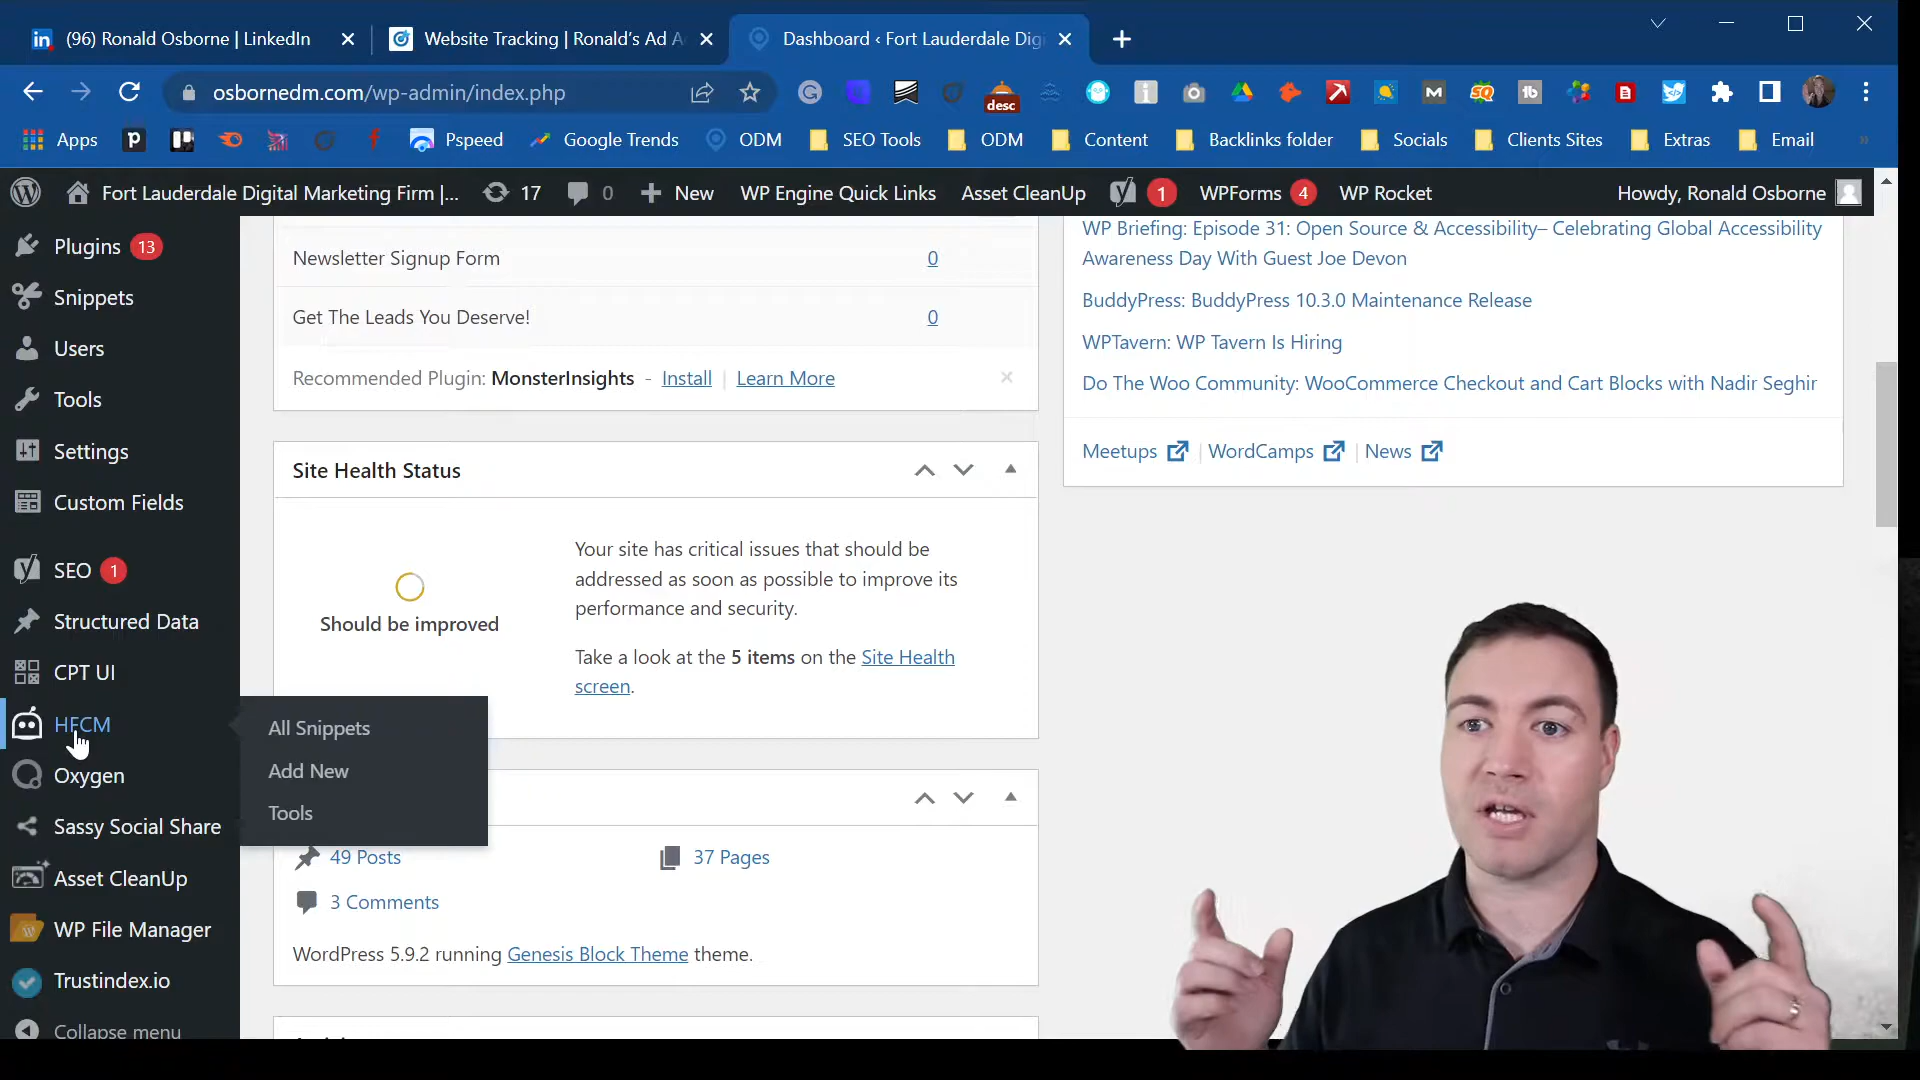 (96) Ronald Osborne | LinkedIn
Website Tracking | Ronald's Ad A
Dashboard ‹ Fort Lauderdale Digi
osbornedm.com/wp-admin/index.php
desc
Apps
Pspeed
Google Trends
ODM
SEO Tools
ODM
Content
Backlinks folder
Socials
Clients Sites
Extras
Email
Fort Lauderdale Digital Marketing Firm |...
17
0
New
WP Engine Quick Links
Asset CleanUp
1
WPForms 4
WP Rocket
Howdy, Ronald Osborne
Plugins 13
Snippets
Users
Tools
Settings
Custom Fields
SEO 1
Structured Data
CPT UI
HFCM
Oxygen
Sassy Social Share
Asset CleanUp
WP File Manager
Trustindex.io
Collapse menu
All Snippets
Add New
Tools
Newsletter Signup Form 0
Get The Leads You Deserve! 0
Recommended Plugin: MonsterInsights - Install | Learn More
Site Health Status
Should be improved
Your site has critical issues that should be
addressed as soon as possible to improve its
performance and security.
Take a look at the 5 items on the Site Health
screen.
49 Posts
37 Pages
3 Comments
WordPress 5.9.2 running Genesis Block Theme theme.
WP Briefing: Episode 31: Open Source & Accessibility– Celebrating Global Accessibility
Awareness Day With Guest Joe Devon
BuddyPress: BuddyPress 10.3.0 Maintenance Release
WPTavern: WP Tavern Is Hiring
Do The Woo Community: WooCommerce Checkout and Cart Blocks with Nadir Seghir
Meetups | WordCamps | News